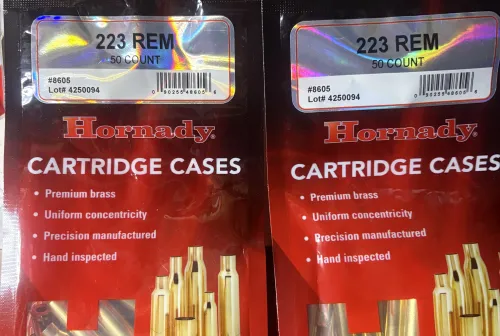 223 REM
50 COUNT
#8605
Lot# 4250094
Hornady
CARTRIDGE CASES
• Premium brass
• Uniform concentricity
• Precision manufactured
• Hand inspected
223 REM
50 COUNT
#8605
Lot# 4250094
Hornady
CARTRIDGE CASES
• Premium brass
• Uniform concentricity
• Precision manufactured
• Hand inspected